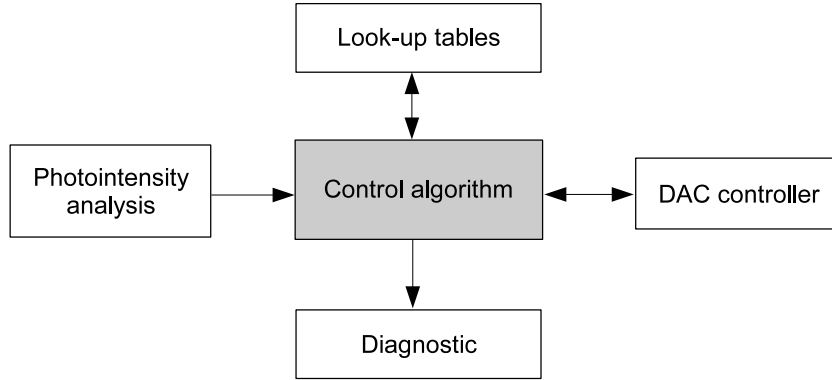 Look-up tables
Photointensity
analysis
Control algorithm
DAC controller
Diagnostic